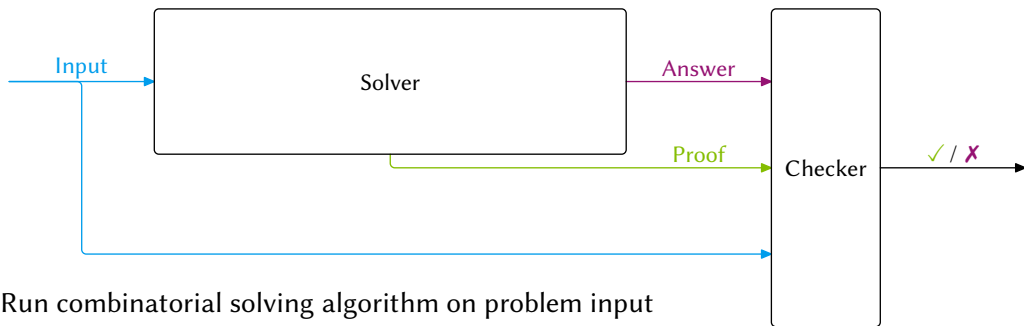 Input
Solver
Answer
Proof
Checker
✓ / ✗
Run combinatorial solving algorithm on problem input